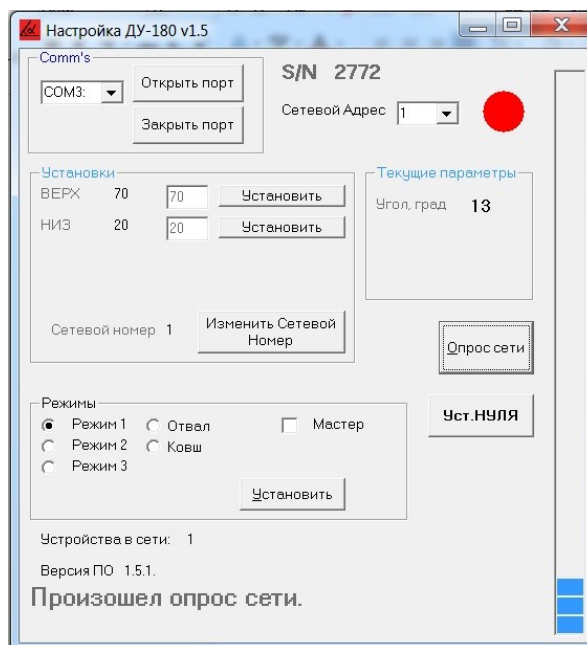 Настройка ДУ-180 v1.5
Comm's
COM3:
Открыть порт
Закрыть порт
S/N 2772
Сетевой Адрес 1
Установки
ВЕРХ 70 70 Установить
НИЗ 20 20 Установить
Сетевой номер 1
Изменить Сетевой
Номер
Текущие параметры
Угол, град 13
Опрос сети
Уст.НУЛЯ
Режимы
Режим 1 Отвал Мастер
Режим 2 Ковш
Режим 3
Установить
Устройства в сети: 1
Версия ПО 1.5.1.
Произошел опрос сети.